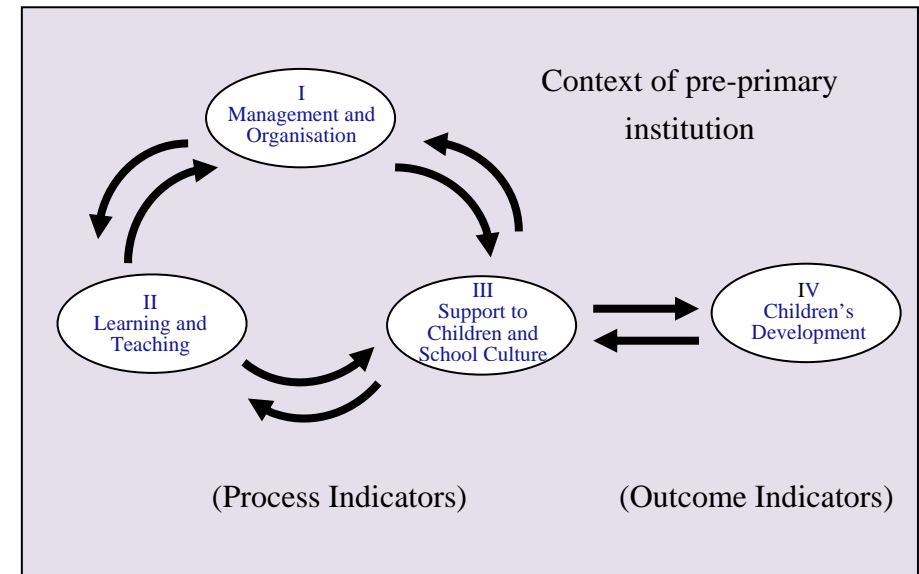 Context of pre-primary
institution
I
Management and
Organisation
II
Learning and
Teaching
III
Support to
Children and
School Culture
IV
Children’s
Development
(Process Indicators)
(Outcome Indicators)